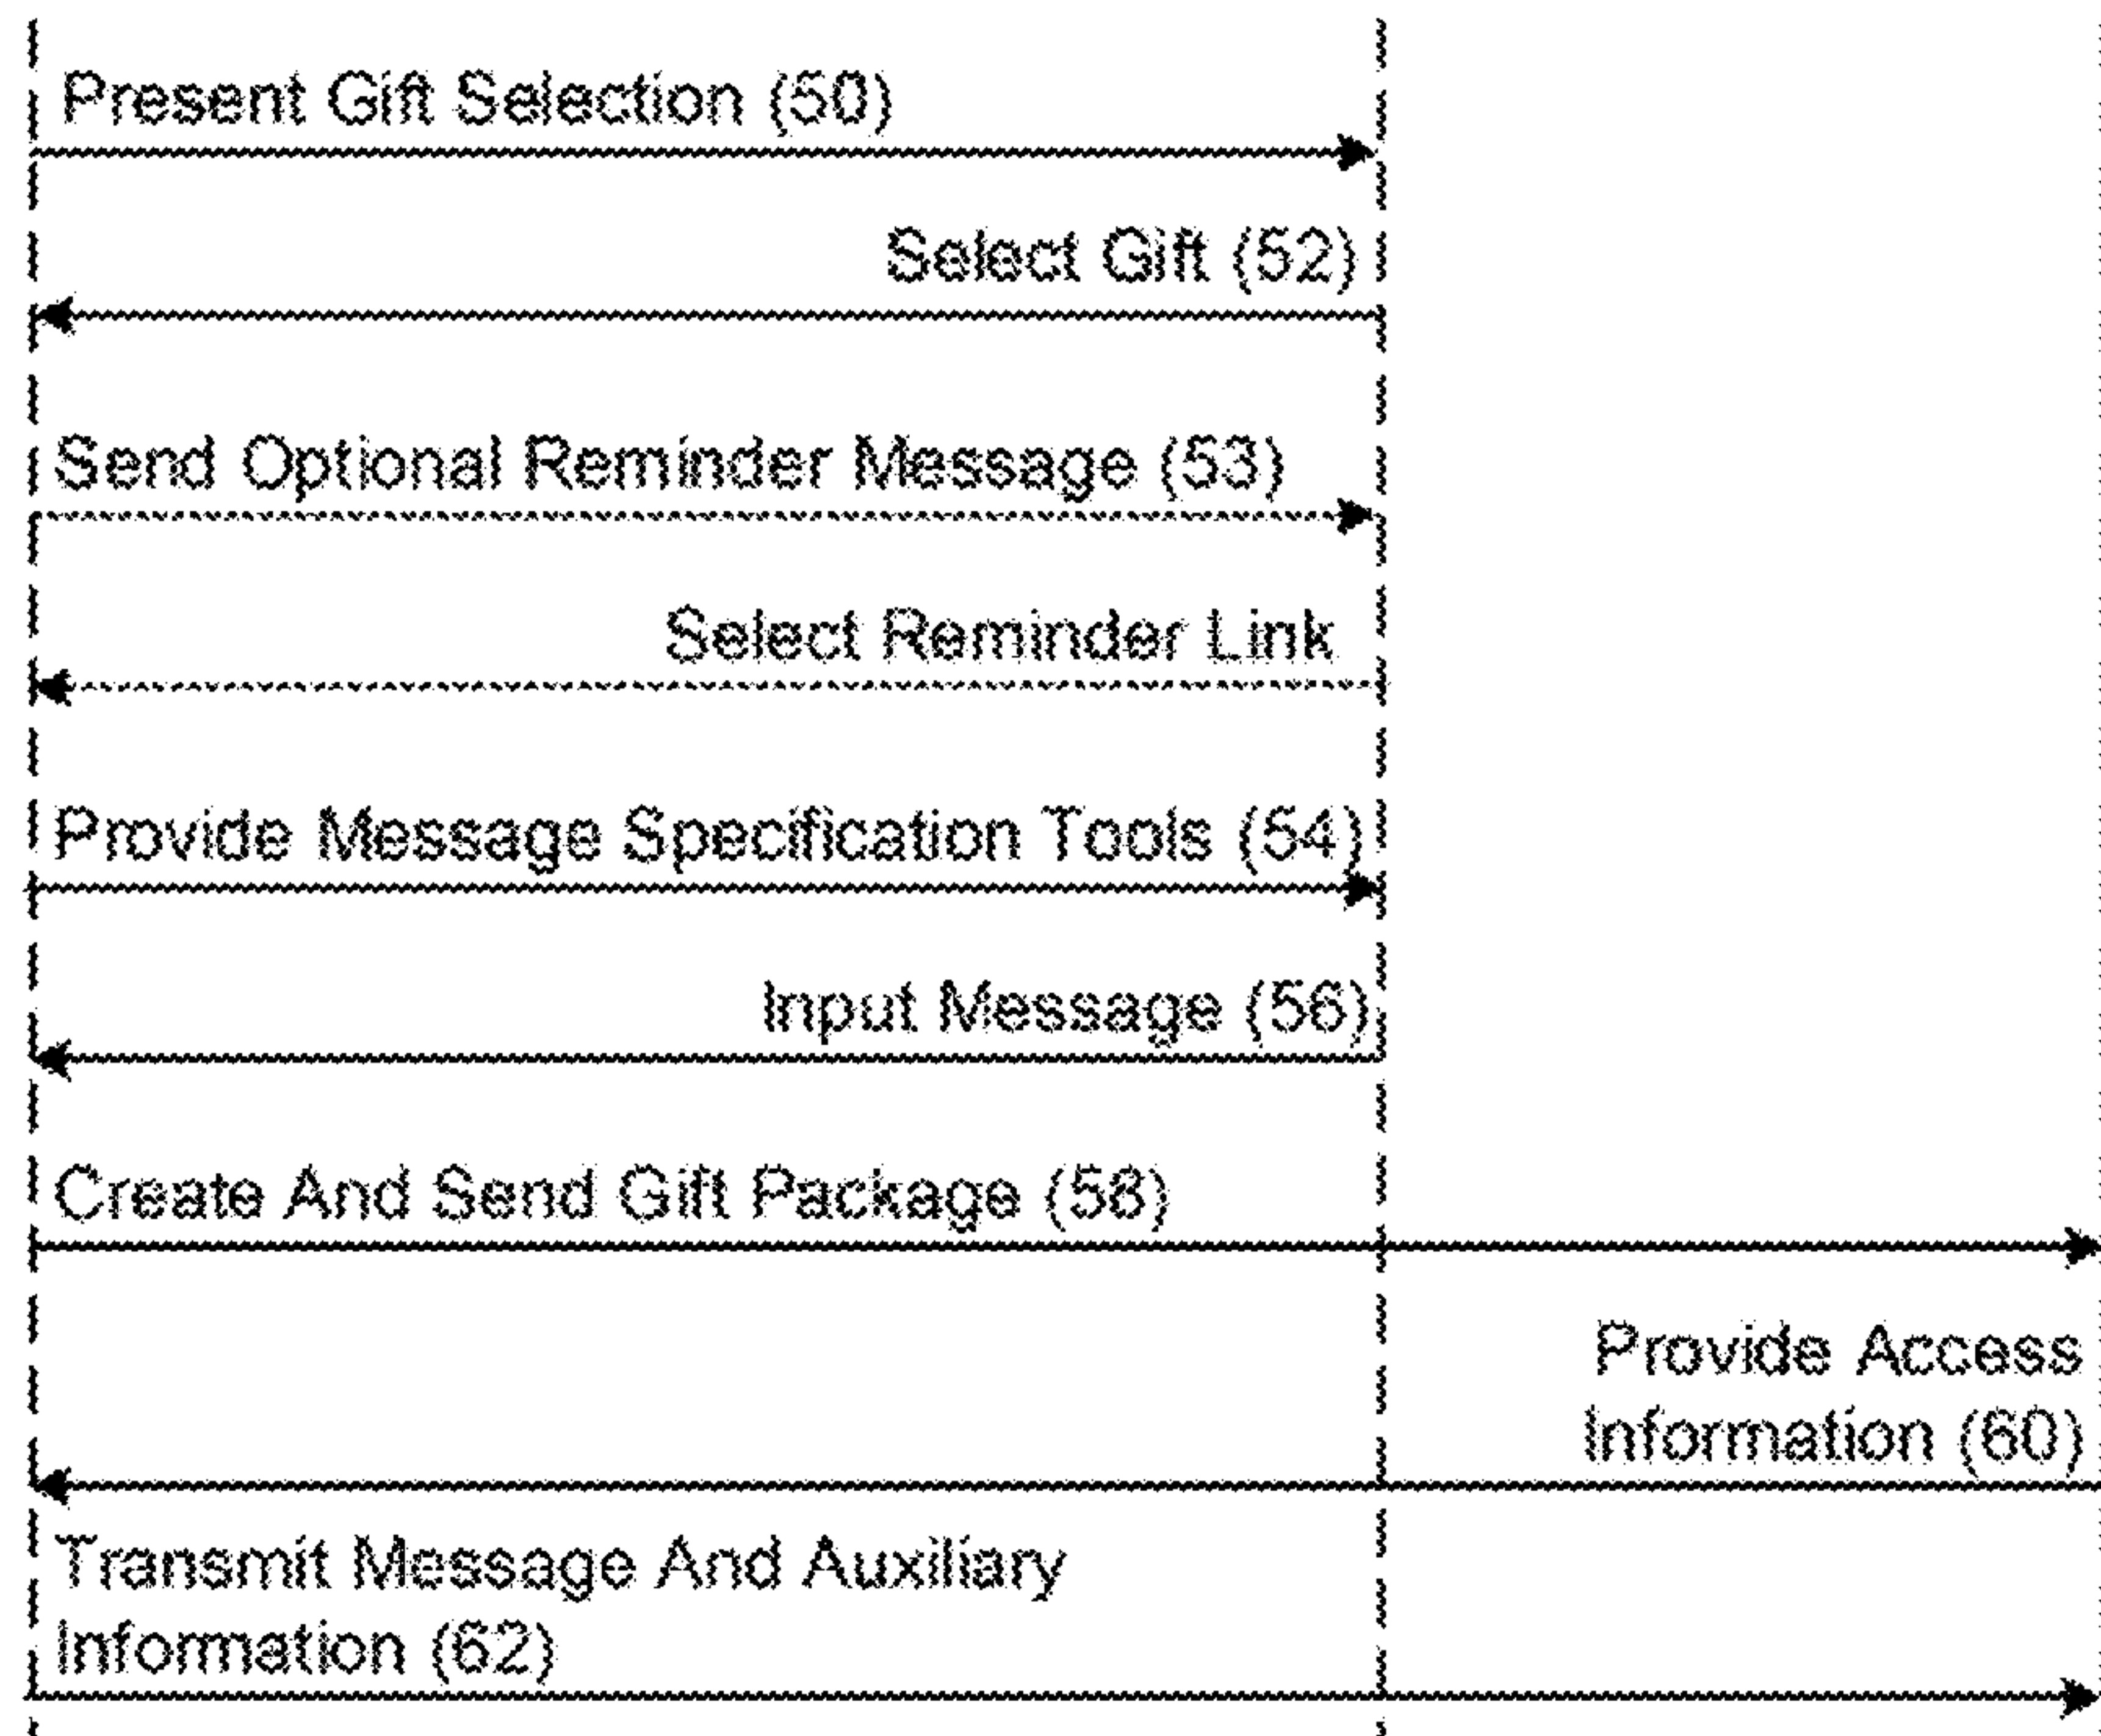 Present Gift Selection (50)
Select Gift (52)
Send Optional Reminder Message (53)
Select Reminder Link
Provide Message Specification Tools (54)
Input Message (56)
Create And Send Gift Package (58)
Provide Access
Information (60)
Transmit Message And Auxiliary
Information (62)